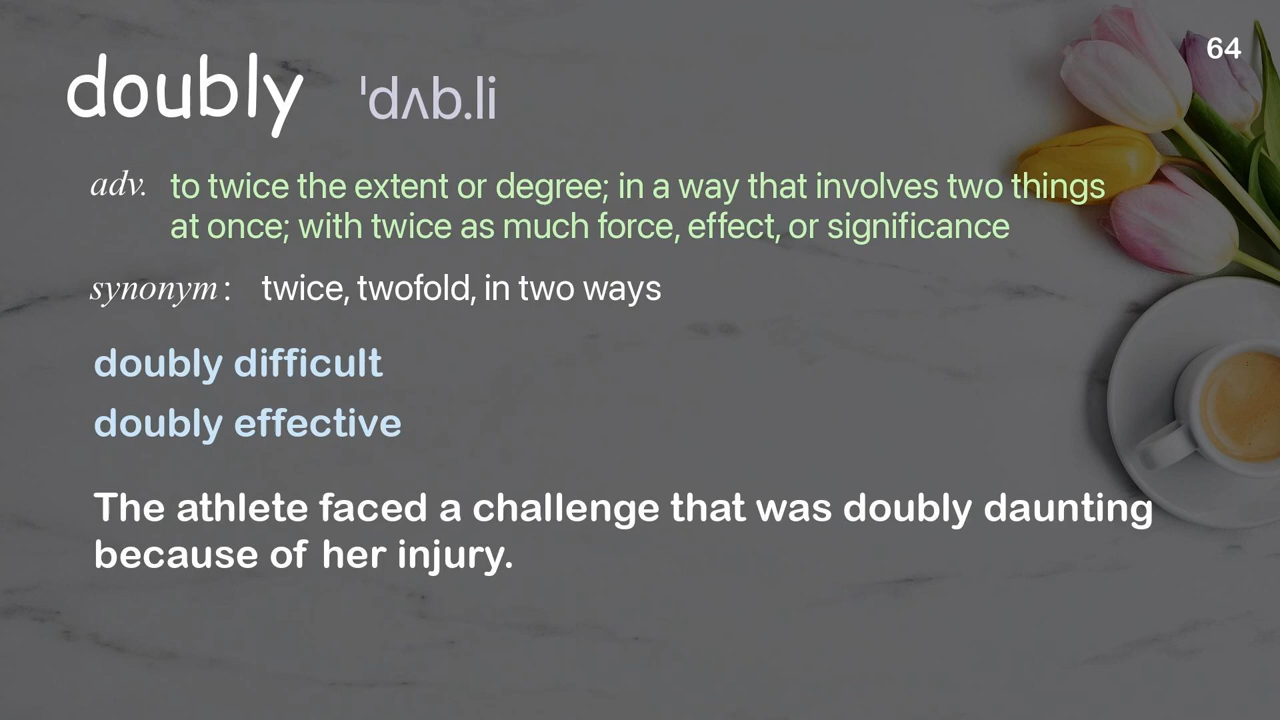 64
doubly ˈdʌb.li
adv. to twice the extent or degree; in a way that involves two things
at once; with twice as much force, effect, or significance
synonym: twice, twofold, in two ways
doubly difficult
doubly effective
The athlete faced a challenge that was doubly daunting
because of her injury.